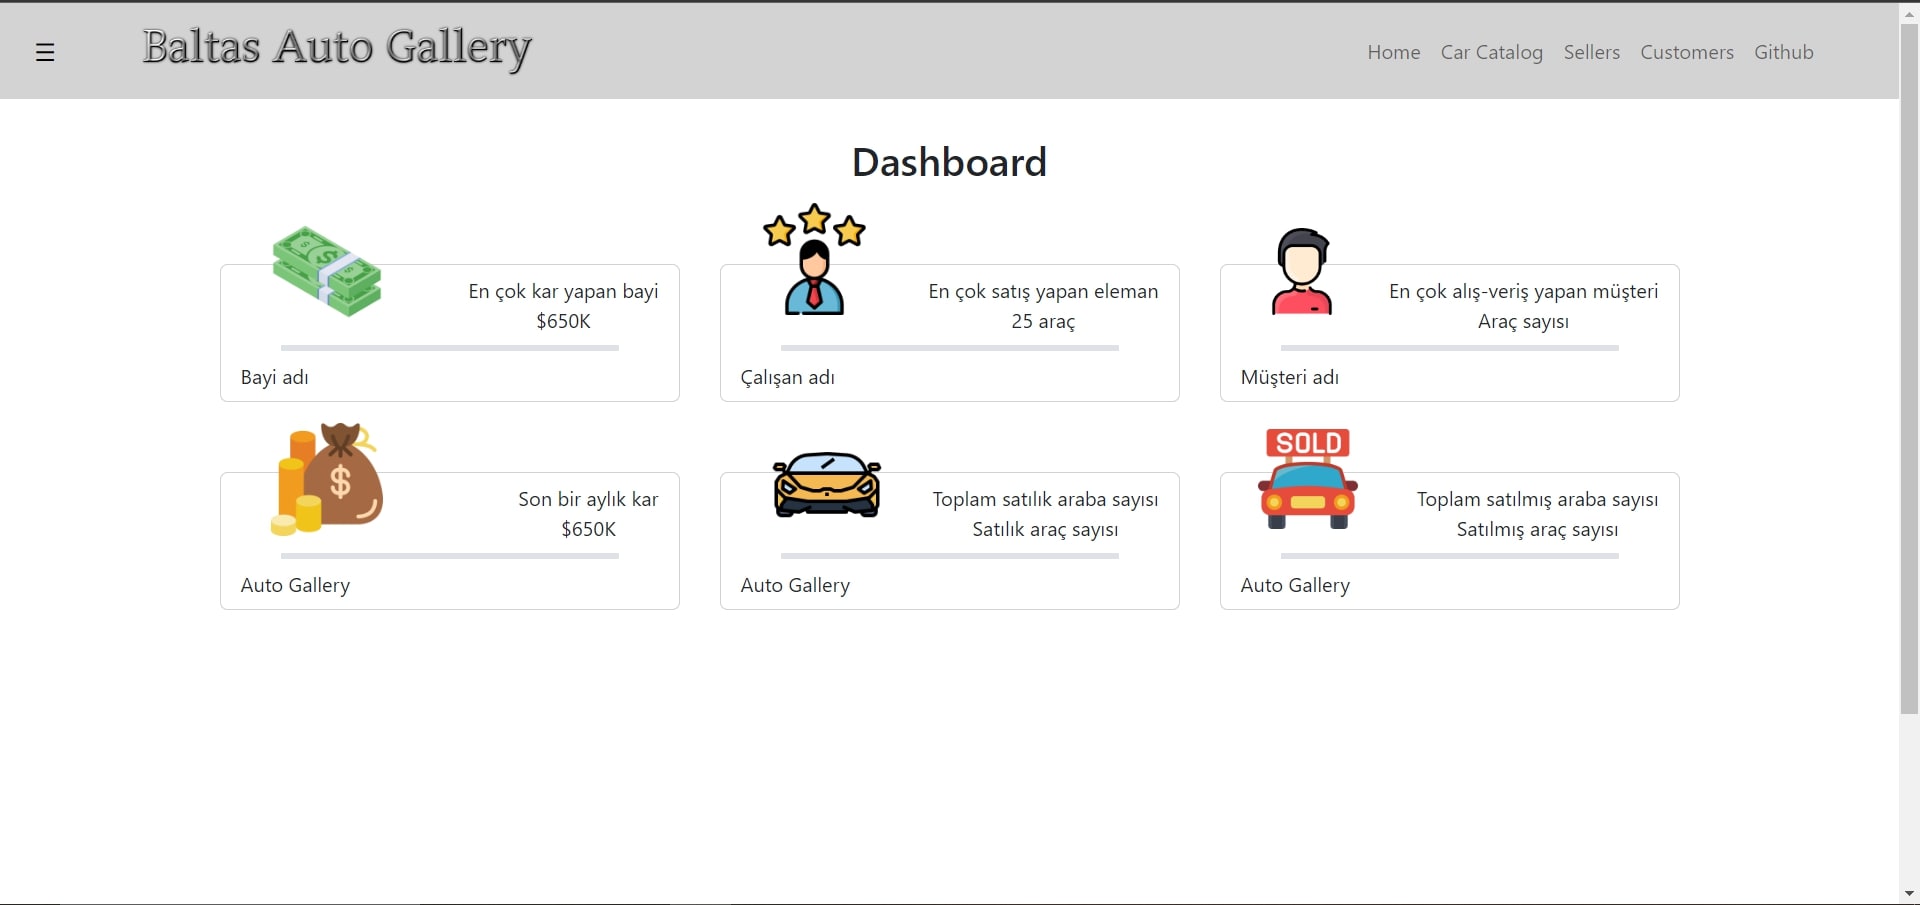 ☰
Baltas Auto Gallery
Home Car Catalog Sellers Customers Github
Dashboard
En çok kar yapan bayi
$650K
Bayi adı
En çok satış yapan eleman
25 araç
Çalışan adı
En çok alış-veriş yapan müşteri
Araç sayısı
Müşteri adı
$
Son bir aylık kar
$650K
Auto Gallery
Toplam satılık araba sayısı
Satılık araç sayısı
Auto Gallery
SOLD
Toplam satılmış araba sayısı
Satılmış araç sayısı
Auto Gallery